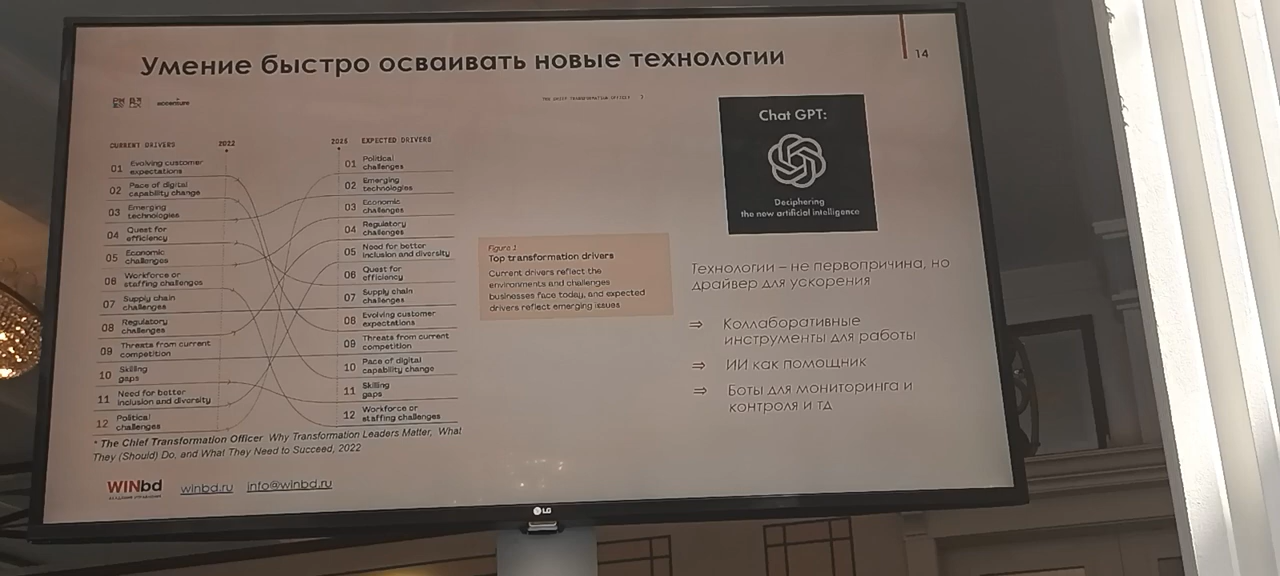 14
Умение быстро осваивать новые технологии
accenture
THE CHIEF TRANSFORMATION OFFICER
CURRENT DRIVERS 2022
01 Evolving customer
expectations
02 Pace of digital
capability change
03 Emerging
technologies
04 Quest for
efficiency
05 Economic
challenges
06 Workforce or
staffing challenges
07 Supply chain
challenges
08 Regulatory
challenges
09 Threats from current
competition
10 Skilling
gaps
11 Need for better
inclusion and diversity
12 Political
challenges
2025 EXPECTED DRIVERS
01 Political
challenges
02 Emerging
technologies
03 Economic
challenges
04 Regulatory
challenges
05 Need for better
inclusion and diversity
06 Quest for
efficiency
07 Supply chain
challenges
08 Evolving customer
expectations
09 Threats from current
competition
10 Pace of digital
capability change
11 Skilling
gaps
12 Workforce or
staffing challenges
* The Chief Transformation Officer Why Transformation Leaders Matter, What
They (Should) Do, and What They Need to Succeed, 2022
Figure 1
Top transformation drivers
Current drivers reflect the
environments and challenges
businesses face today, and expected
drivers reflect emerging issues
Chat GPT:
Deciphering
the new artificial intelligence
Технологии – не первопричина, но
драйвер для ускорения
⇒ Коллаборативные
инструменты для работы
⇒ ИИ как помощник
⇒ Боты для мониторинга и
контроля и тд
WINbd
winbd.ru info@winbd.ru
LG